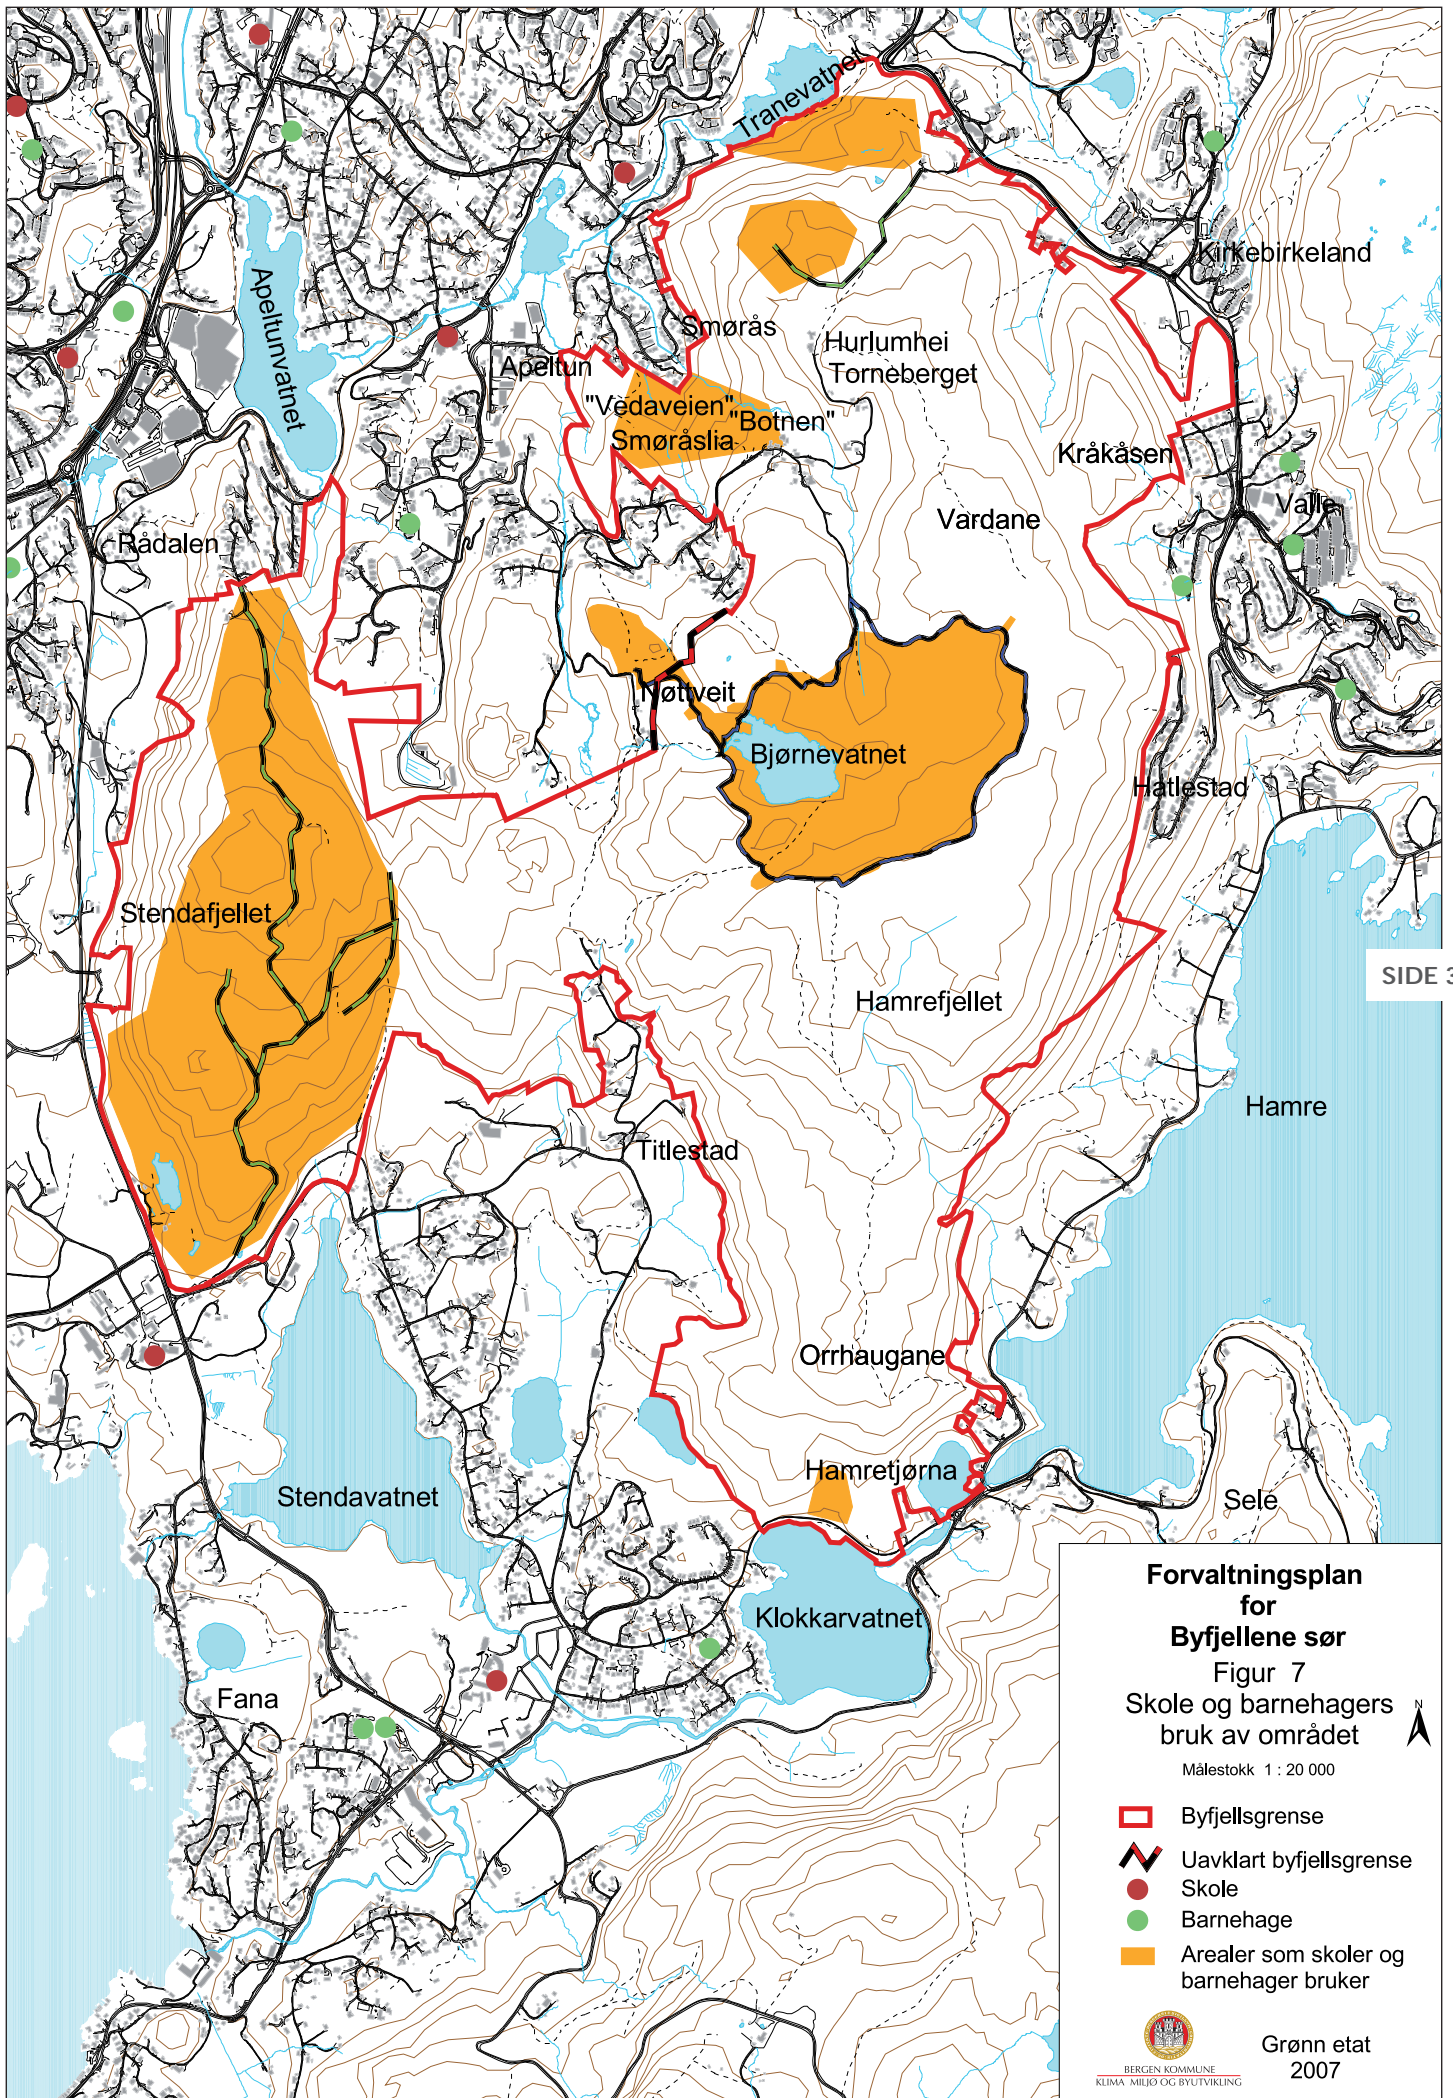 Tranevatnet
Kirkebirkeland
Apeltunvatnet
Smørås
Hurlumhei
Torneberget
Apeltun
"Vedaveien"
"Botnen"
Smøråslia
Kråkåsen
Valle
Vardane
Rådalen
Nøttveit
Bjørnevatnet
Hatlestad
Stendafjellet
SIDE 3
Hamrefjellet
Hamre
Titlestad
Orrhaugane
Hamretjørna
Stendavatnet
Sele
Klokkarvatnet
Fana
Forvaltningsplan
for
Byfjellene sør
Figur 7
Skole og barnehagers
bruk av området
N
Målestokk 1 : 20 000
Byfjellsgrense
Uavklart byfjellsgrense
Skole
Barnehage
Arealer som skoler og
barnehager bruker
BERGEN KOMMUNE
KLIMA MILJØ OG BYUTVIKLING
Grønn etat
2007